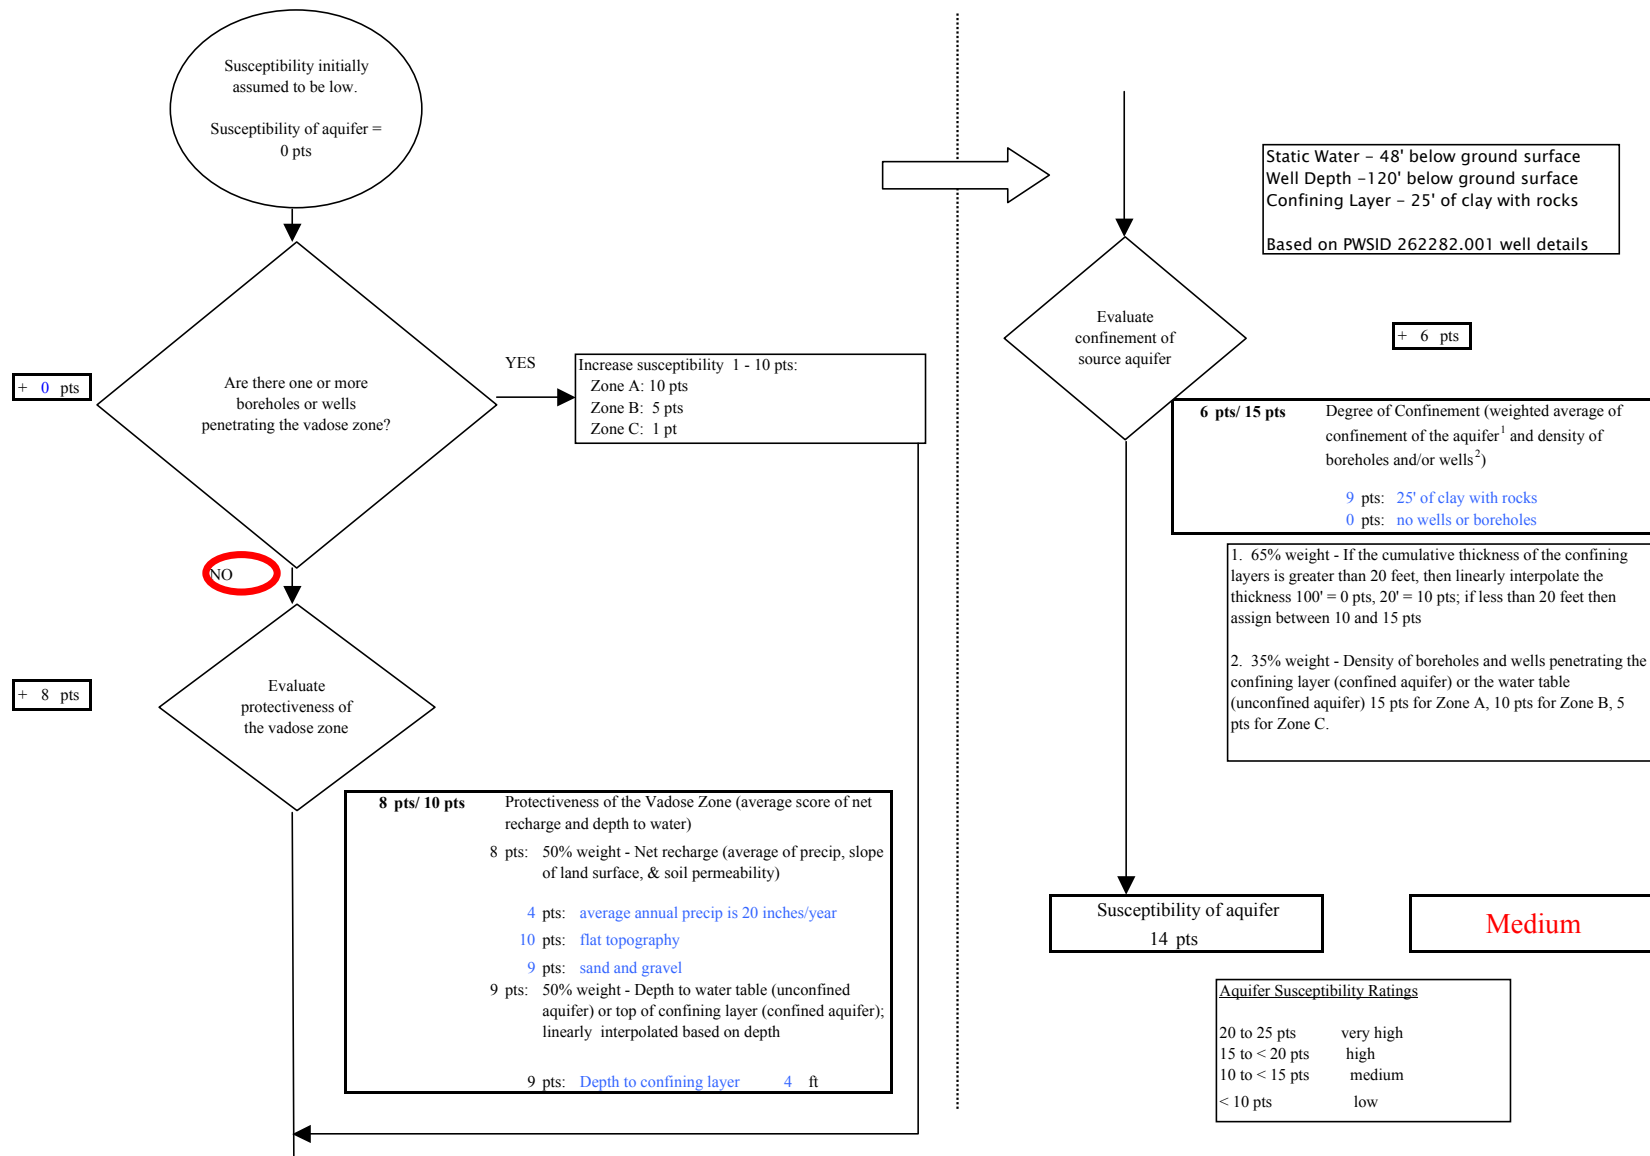 Susceptibility initially
assumed to be low.
Susceptibility of aquifer =
0 pts
+ 0 pts
Are there one or more
boreholes or wells
penetrating the vadose zone?
YES
Increase susceptibility 1 - 10 pts:
Zone A: 10 pts
Zone B: 5 pts
Zone C: 1 pt
NO
+ 8 pts
Evaluate
protectiveness of
the vadose zone
8 pts/ 10 pts Protectiveness of the Vadose Zone (average score of net
recharge and depth to water)
8 pts: 50% weight - Net recharge (average of precip, slope
of land surface, & soil permeability)
4 pts: average annual precip is 20 inches/year
10 pts: flat topography
9 pts: sand and gravel
9 pts: 50% weight - Depth to water table (unconfined
aquifer) or top of confining layer (confined aquifer);
linearly interpolated based on depth
9 pts: Depth to confining layer 4 ft
Static Water - 48' below ground surface
Well Depth -120' below ground surface
Confining Layer - 25' of clay with rocks
Based on PWSID 262282.001 well details
Evaluate
confinement of
source aquifer
+ 6 pts
6 pts/ 15 pts Degree of Confinement (weighted average of
confinement of the aquifer1 and density of
boreholes and/or wells2)
9 pts: 25' of clay with rocks
0 pts: no wells or boreholes
1. 65% weight - If the cumulative thickness of the confining
layers is greater than 20 feet, then linearly interpolate the
thickness 100' = 0 pts, 20' = 10 pts; if less than 20 feet then
assign between 10 and 15 pts
2. 35% weight - Density of boreholes and wells penetrating the
confining layer (confined aquifer) or the water table
(unconfined aquifer) 15 pts for Zone A, 10 pts for Zone B, 5
pts for Zone C.
Susceptibility of aquifer
14 pts
Medium
Aquifer Susceptibility Ratings
20 to 25 pts very high
15 to < 20 pts high
10 to < 15 pts medium
< 10 pts low